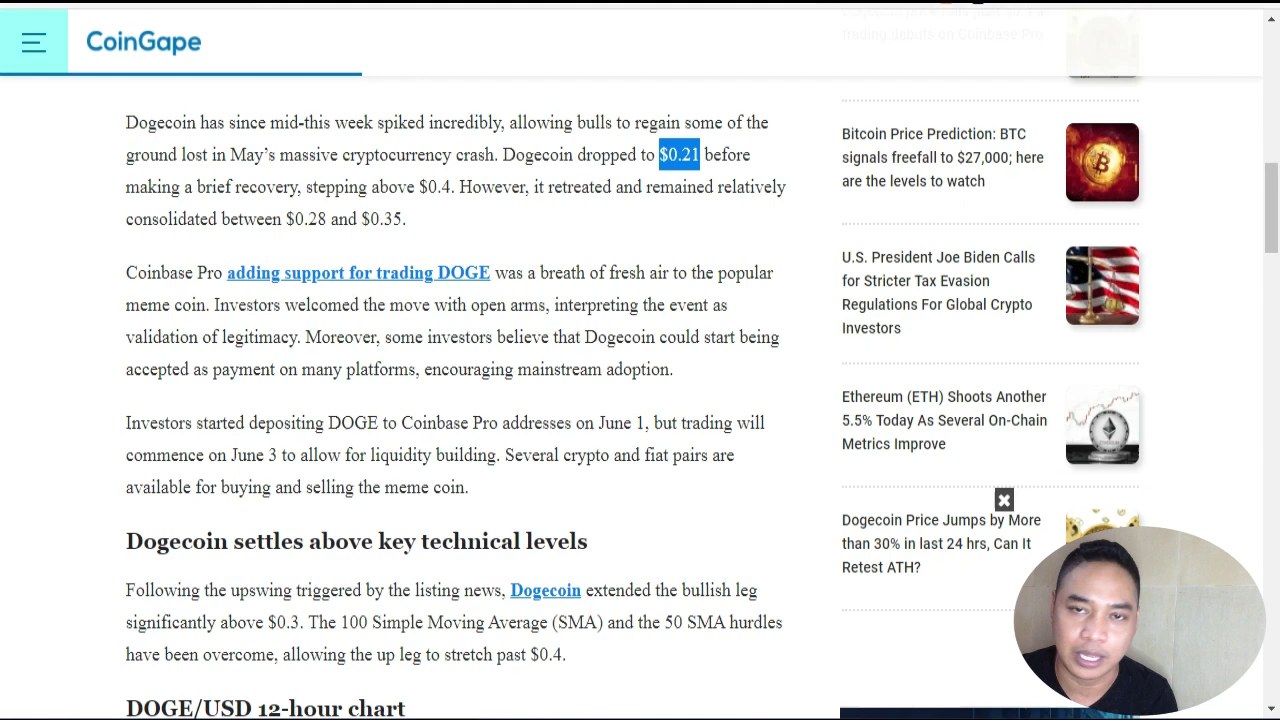 CoinGape
trading debuts on Coinbase Pro
Dogecoin has since mid-this week spiked incredibly, allowing bulls to regain some of the
ground lost in May’s massive cryptocurrency crash. Dogecoin dropped to $0.21 before
making a brief recovery, stepping above $0.4. However, it retreated and remained relatively
consolidated between $0.28 and $0.35.
Coinbase Pro adding support for trading DOGE was a breath of fresh air to the popular
meme coin. Investors welcomed the move with open arms, interpreting the event as
validation of legitimacy. Moreover, some investors believe that Dogecoin could start being
accepted as payment on many platforms, encouraging mainstream adoption.
Investors started depositing DOGE to Coinbase Pro addresses on June 1, but trading will
commence on June 3 to allow for liquidity building. Several crypto and fiat pairs are
available for buying and selling the meme coin.
Dogecoin settles above key technical levels
Following the upswing triggered by the listing news, Dogecoin extended the bullish leg
significantly above $0.3. The 100 Simple Moving Average (SMA) and the 50 SMA hurdles
have been overcome, allowing the up leg to stretch past $0.4.
DOGE/USD 12-hour chart
Bitcoin Price Prediction: BTC
signals freefall to $27,000; here
are the levels to watch
U.S. President Joe Biden Calls
for Stricter Tax Evasion
Regulations For Global Crypto
Investors
Ethereum (ETH) Shoots Another
5.5% Today As Several On-Chain
Metrics Improve
Dogecoin Price Jumps by More
than 30% in last 24 hrs, Can It
Retest ATH?